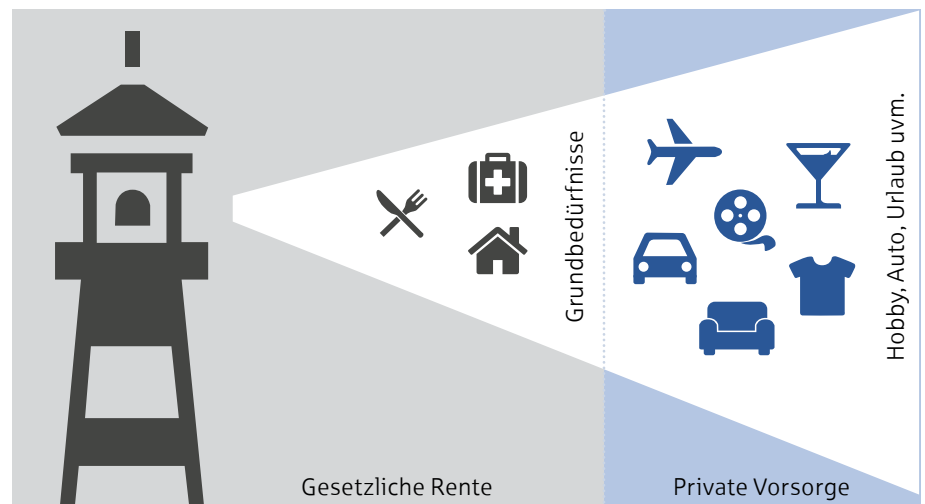 Grundbedürfnisse
Hobby, Auto, Urlaub uvm.
Gesetzliche Rente
Private Vorsorge